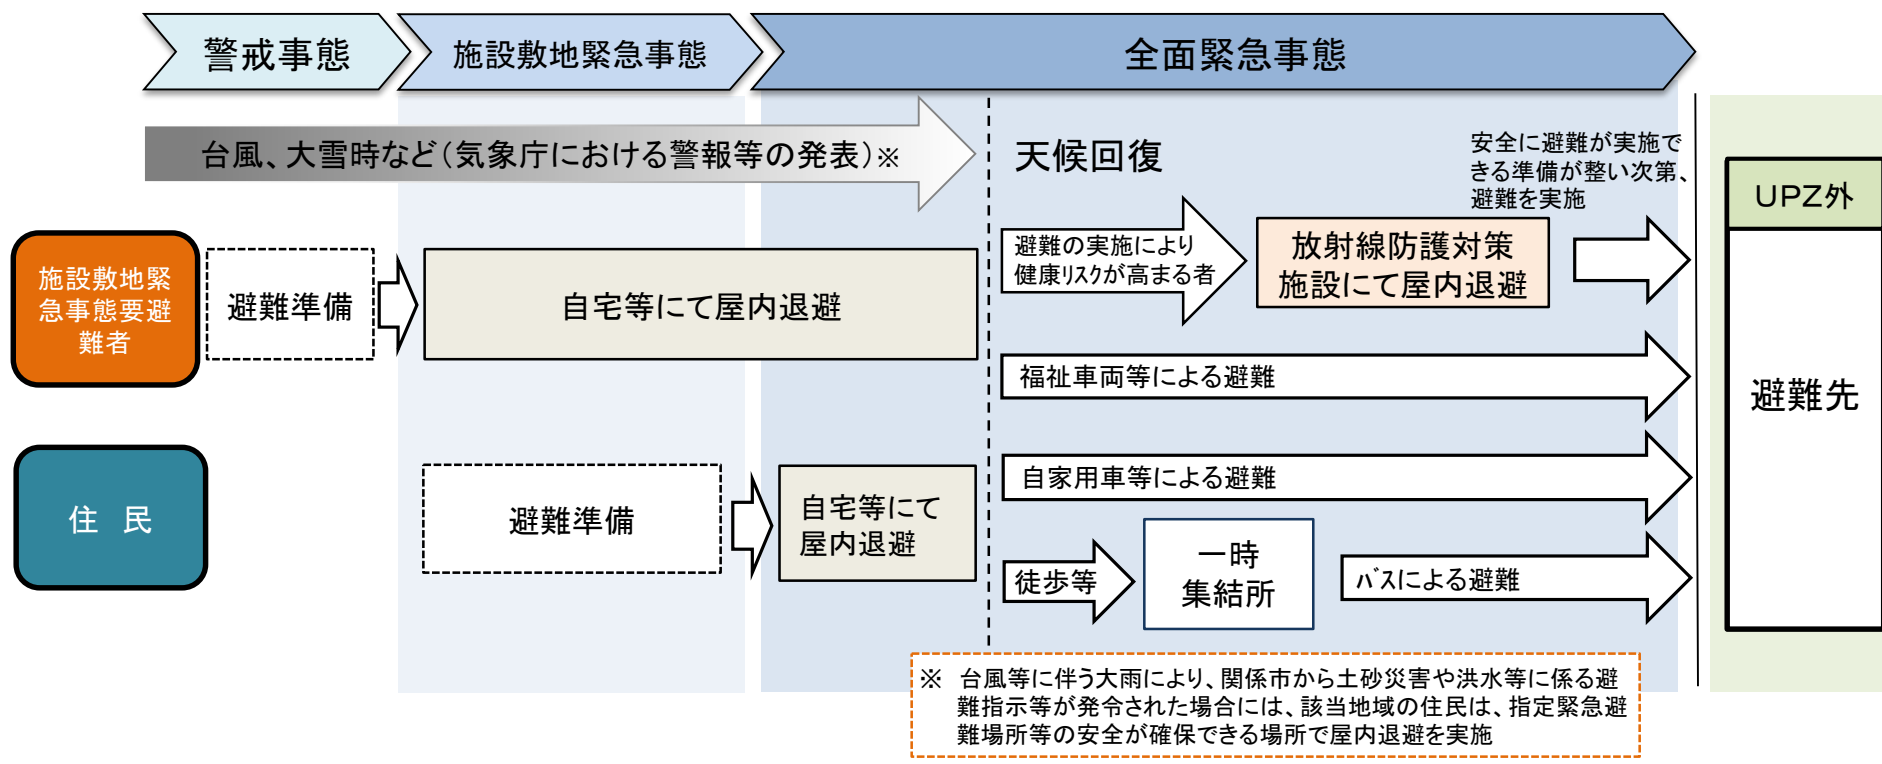 警戒事態
施設敷地緊急事態
全面緊急事態
台風、大雪時など（気象庁における警報等の発表）※
天候回復
安全に避難が実施で
きる準備が整い次第、
避難を実施
UPZ外
施設敷地緊
急事態要避
難者
避難準備
自宅等にて屋内退避
避難の実施により
健康ﾘｽｸが高まる者
放射線防護対策
施設にて屋内退避
福祉車両等による避難
避難先
住　民
避難準備
自宅等にて
屋内退避
自家用車等による避難
徒歩等
一時
集結所
ﾊﾞｽによる避難
※　台風等に伴う大雨により、関係市から土砂災害や洪水等に係る避
難指示等が発令された場合には、該当地域の住民は、指定緊急避
難場所等の安全が確保できる場所で屋内退避を実施